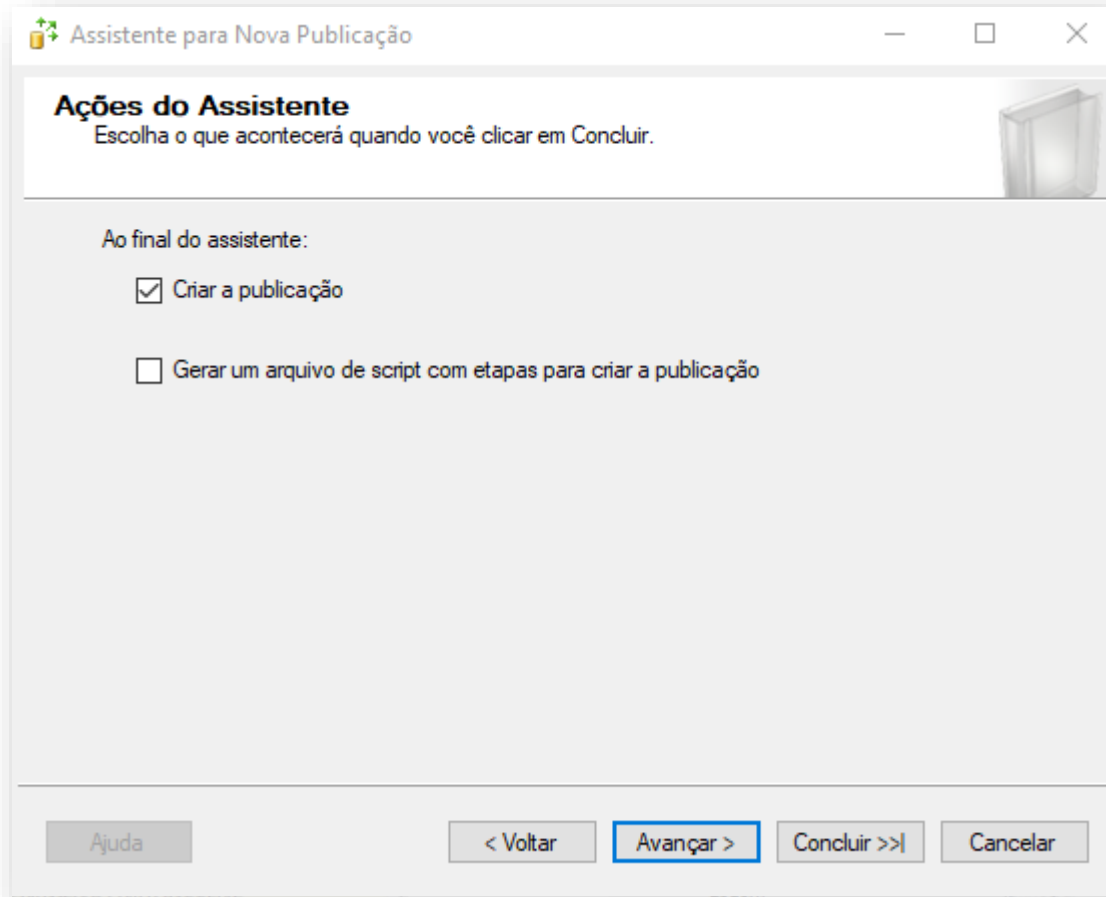 Assistente para Nova Publicação
Ações do Assistente
Escolha o que acontecerá quando você clicar em Concluir.
Ao final do assistente:
Criar a publicação
Gerar um arquivo de script com etapas para criar a publicação
Ajuda
< Voltar
Avançar >
Concluir >>|
Cancelar